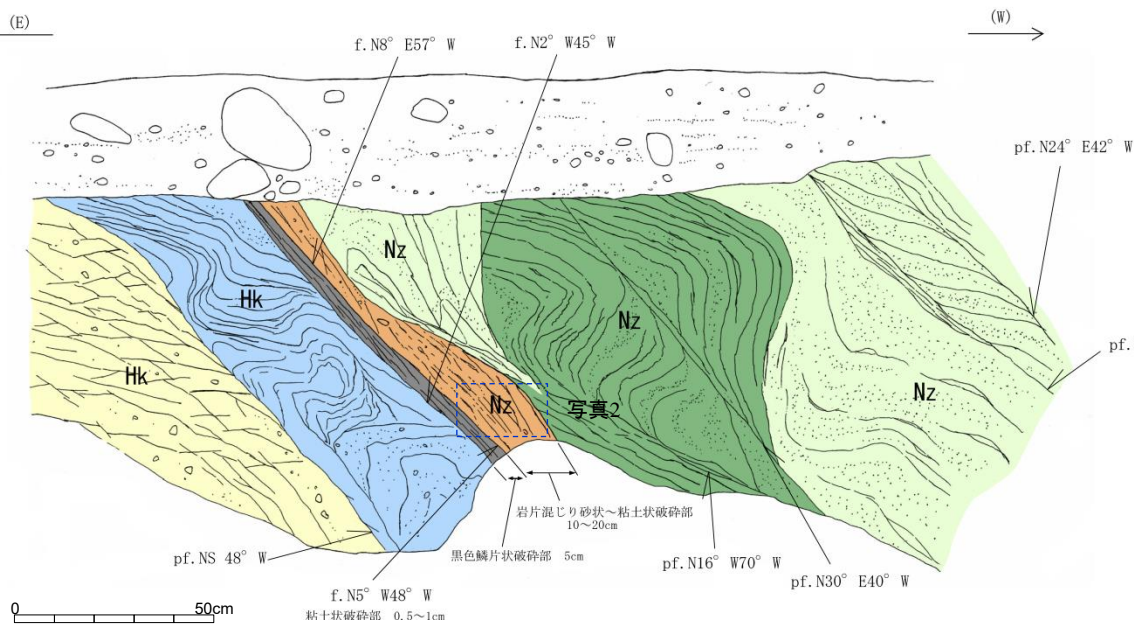 (E)
(W)
f. N8° E57° W
f. N2° W45° W
pf. N24° E42° W
Nz
Hk
Nz
Hk
Nz
写真2
Nz
pf.
岩片混じり砂状～粘土状破砕部
10～20cm
黒色鱗片状破砕部 5cm
pf. NS 48° W
pf. N16° W70° W
pf. N30° E40° W
f. N5° W48° W
粘土状破砕部 0.5～1cm
0 50cm